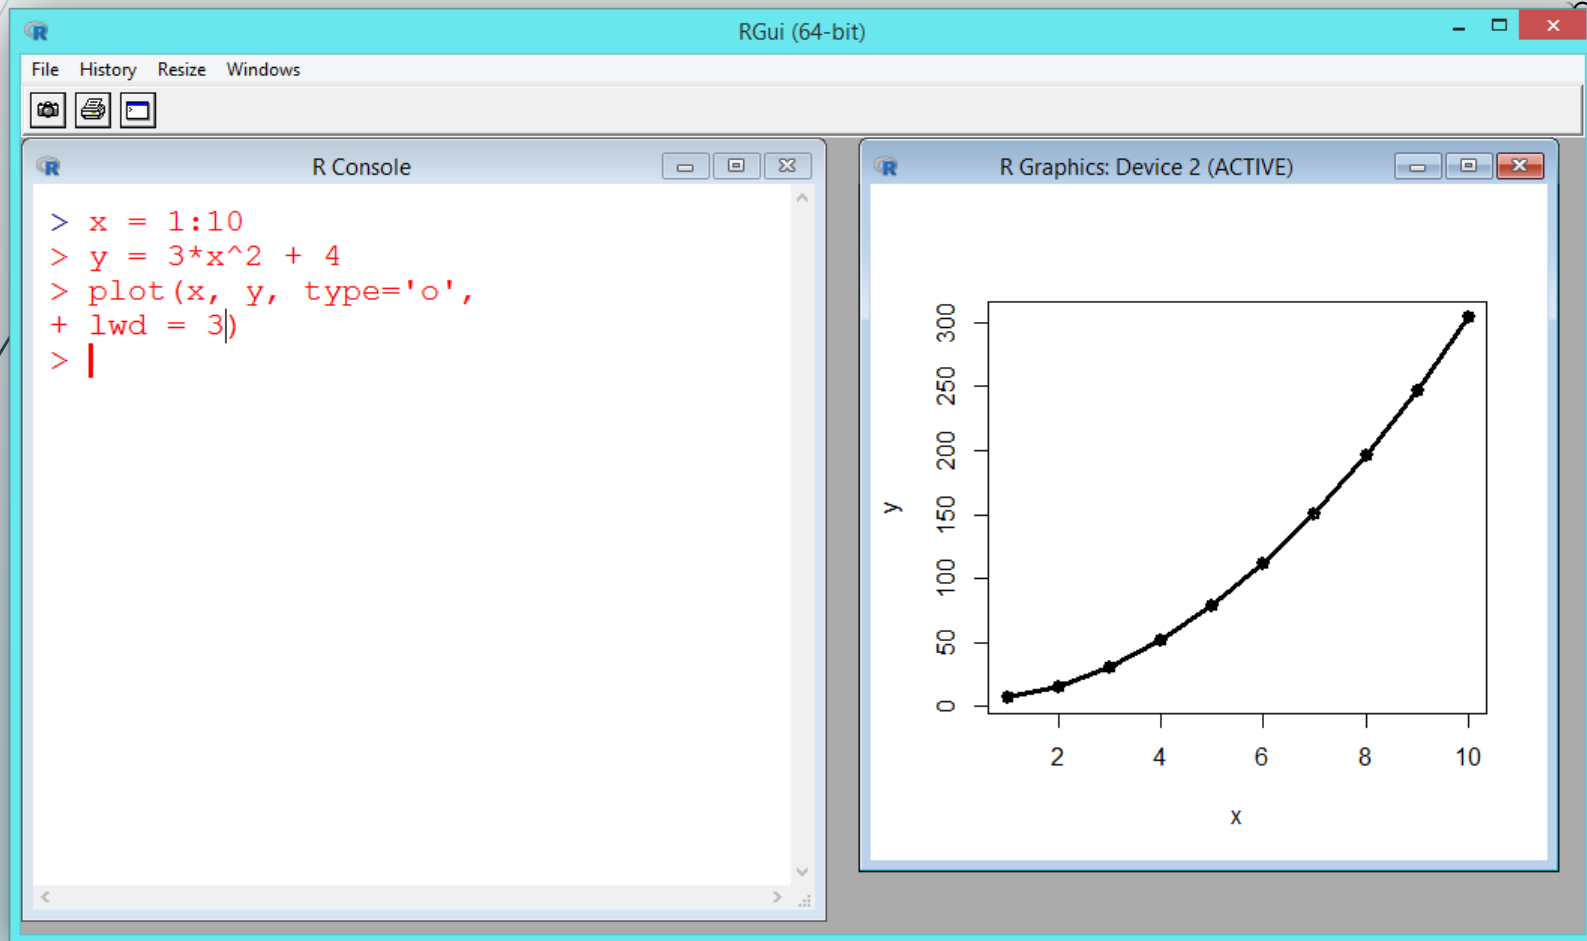 RGui (64-bit)
File History Resize Windows
R Console
> x = 1:10
> y = 3*x^2 + 4
> plot(x, y, type='o',
+ lwd = 3)
>
R Graphics: Device 2 (ACTIVE)
300
250
200
150
100
50
0
y
2 4 6 8 10
x